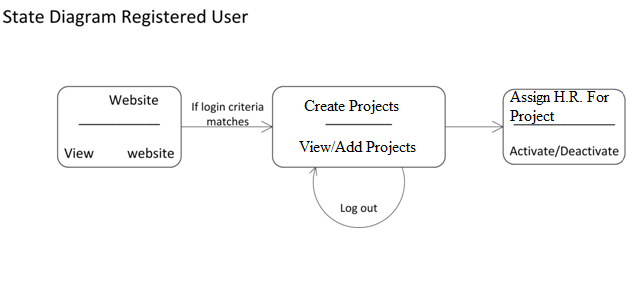 State Diagram Registered User
Website
View website
If login criteria
matches
Create Projects
View/Add Projects
Log out
Assign H.R. For
Project
Activate/Deactivate